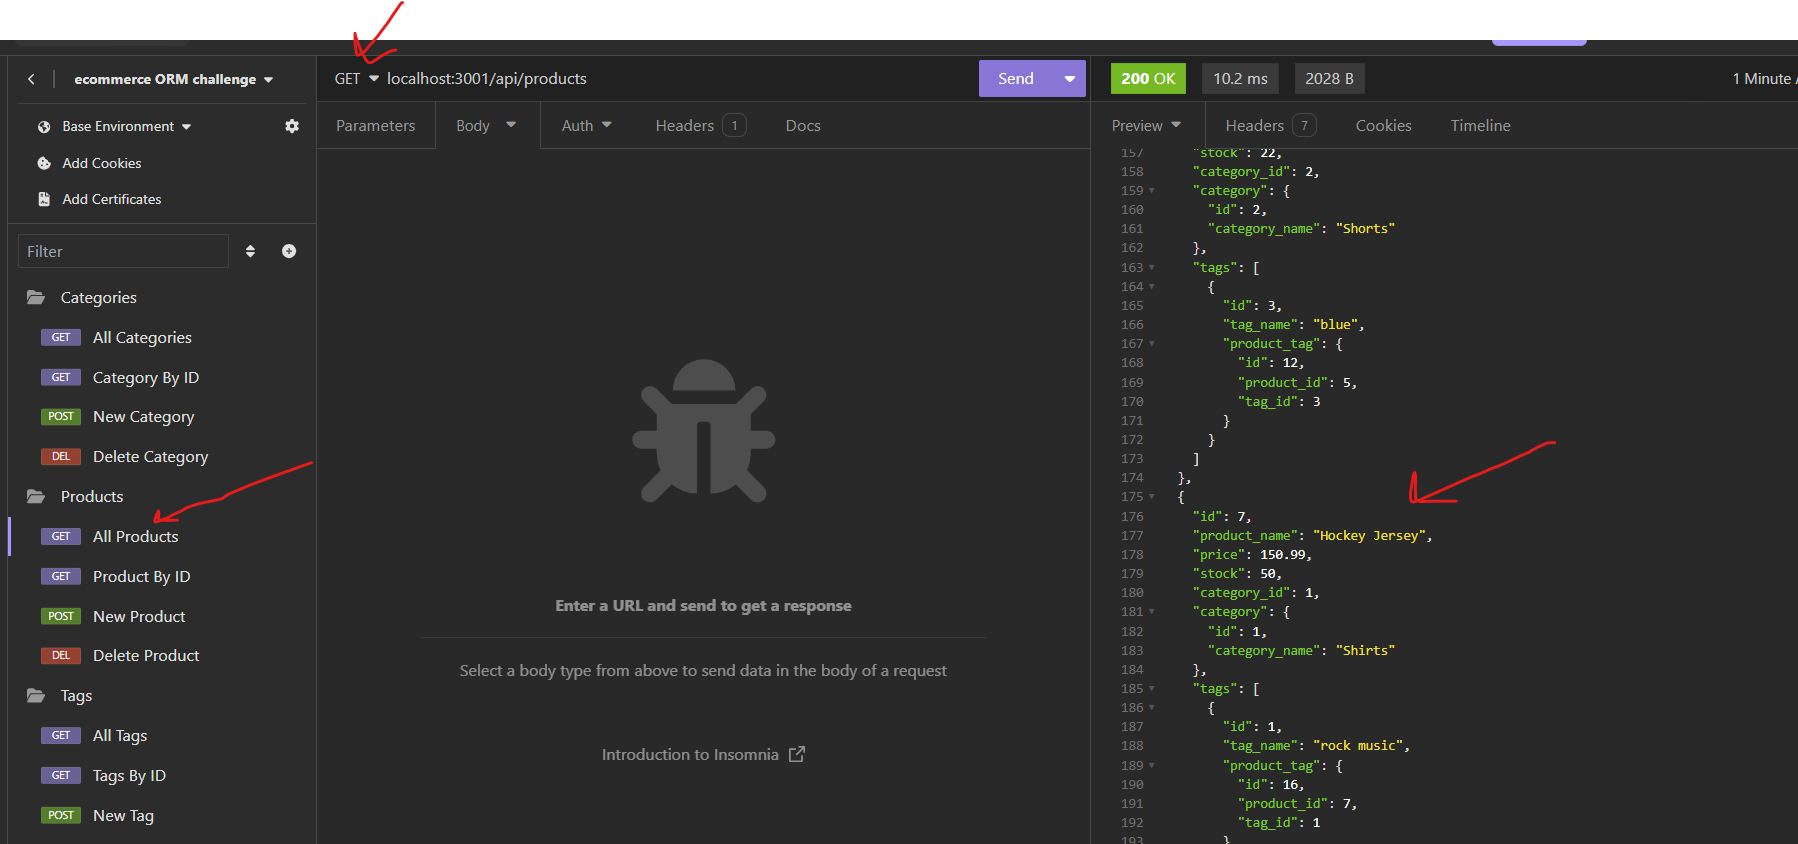 ecommerce ORM challenge
Base Environment
Add Cookies
Add Certificates
Filter
Categories
GET All Categories
GET Category By ID
POST New Category
DEL Delete Category
Products
GET All Products
GET Product By ID
POST New Product
DEL Delete Product
Tags
GET All Tags
GET Tags By ID
POST New Tag
GET localhost:3001/api/products Send
Parameters Body Auth Headers 1 Docs
Enter a URL and send to get a response
Select a body type from above to send data in the body of a request
Introduction to Insomnia
200 OK 10.2 ms 2028 B 1 Minute
Preview Headers 7 Cookies Timeline
157 "stock": 22,
158 "category_id": 2,
159 "category": {
160 "id": 2,
161 "category_name": "Shorts"
162 },
163 "tags": [
164 {
165 "id": 3,
166 "tag_name": "blue",
167 "product_tag": {
168 "id": 12,
169 "product_id": 5,
170 "tag_id": 3
171 }
172 }
173 ]
174 },
175 {
176 "id": 7,
177 "product_name": "Hockey Jersey",
178 "price": 150.99,
179 "stock": 50,
180 "category_id": 1,
181 "category": {
182 "id": 1,
183 "category_name": "Shirts"
184 },
185 "tags": [
186 {
187 "id": 1,
188 "tag_name": "rock music",
189 "product_tag": {
190 "id": 16,
191 "product_id": 7,
192 "tag_id": 1
193 }